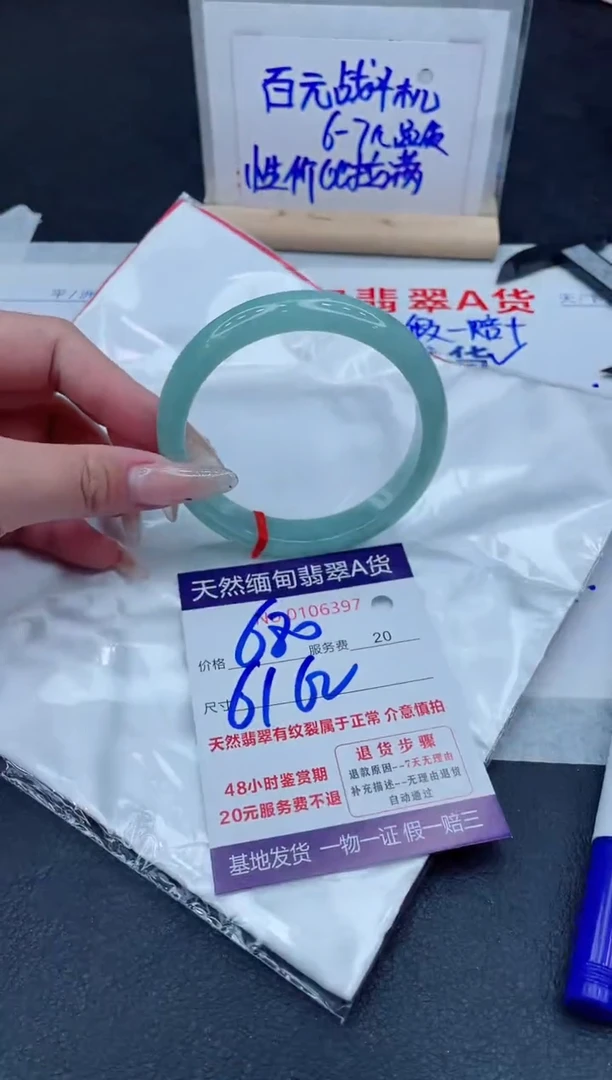 百元战斗机
6-7k品质
性价比拉满
平/洲
翡翠A货
假一赔十
天然缅甸翡翠A货
No.0106397
价格 680 服务费 20
尺寸 61 62
天然翡翠有纹裂属于正常 介意慎拍
48小时鉴赏期
20元服务费不退
退货步骤
退款原因--7天无理由
补充描述--无理由退货
自动通过
基地发货 一物一证 假一赔三